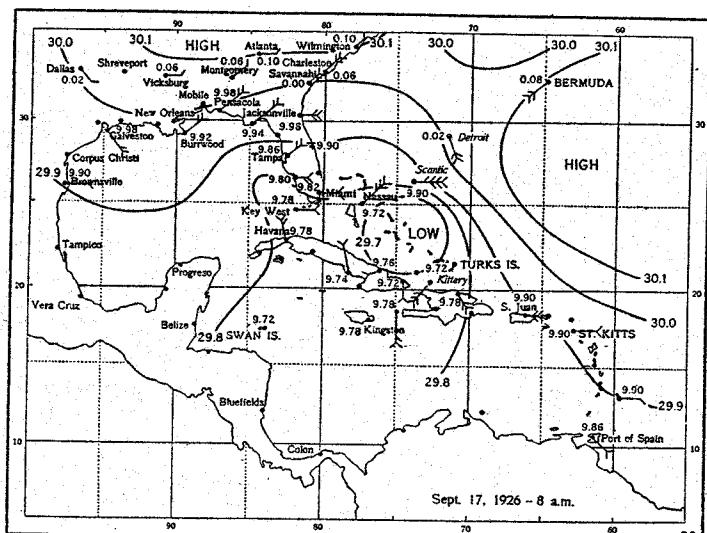 90
80
70
60
30.0
30.1
HIGH
Atlanta
Wilmington
0.10
30.1
30.0
30.1
Dallas
Shreveport
0.06
0.10
Charleston
0.02
0.06
Vicksburg
Montgomery
0.06
Savannah
0.06
0.08
BERMUDA
Mobile
9.98
0.00
Pensacola
New Orleans
Jacksonville
30
9.98
Galveston
9.92
Burrwood
9.94
9.98
0.02
Detroit
30
9.86
9.90
Corpus Christi
Tampa
Scantic
HIGH
29.9
9.90
Brownsville
9.80
9.82
Miami
Nassau
9.90
9.78
Key West
9.72
Havana
9.78
29.7
LOW
Tampico
Progreso
9.76
9.72
TURKS IS.
30.1
20
9.74
9.72
Kittery
20
Vera Cruz
Belize
9.72
SWAN IS.
9.78
9.78
S. Juan
9.90
30.0
29.8
9.78
Kingston
9.90
ST. KITTS
29.8
9.90
29.9
Bluefields
9.86
10
Colon
Port of Spain
10
Sept. 17, 1926 - 8 a.m.
90
80
70
60